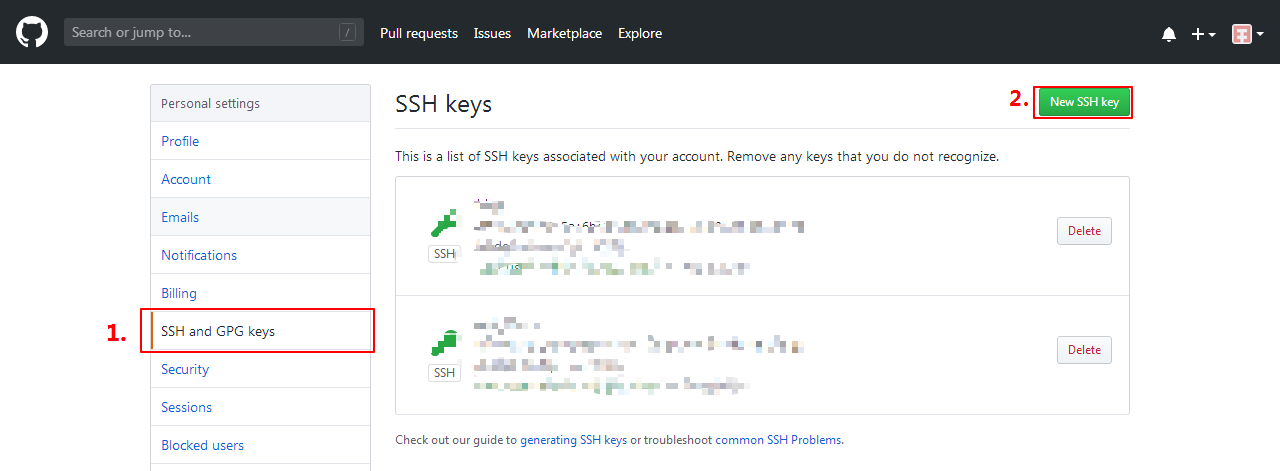 Search or jump to... /
Pull requests
Issues
Marketplace
Explore
Personal settings
Profile
Account
Emails
Notifications
Billing
1.
SSH and GPG keys
Security
Sessions
Blocked users
SSH keys
2.
New SSH key
This is a list of SSH keys associated with your account. Remove any keys that you do not recognize.
SSH
Delete
SSH
Delete
Check out our guide to generating SSH keys or troubleshoot common SSH Problems.